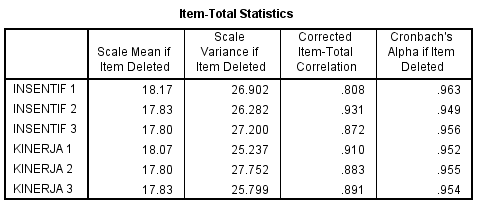 Item-Total Statistics
Scale Mean if Item Deleted Scale Variance if Item Deleted Corrected Item-Total Correlation Cronbach's Alpha if Item Deleted
INSENTIF 1 18.17 26.902 .808 .963
INSENTIF 2 17.83 26.282 .931 .949
INSENTIF 3 17.80 27.200 .872 .956
KINERJA 1 18.07 25.237 .910 .952
KINERJA 2 17.80 27.752 .883 .955
KINERJA 3 17.83 25.799 .891 .954